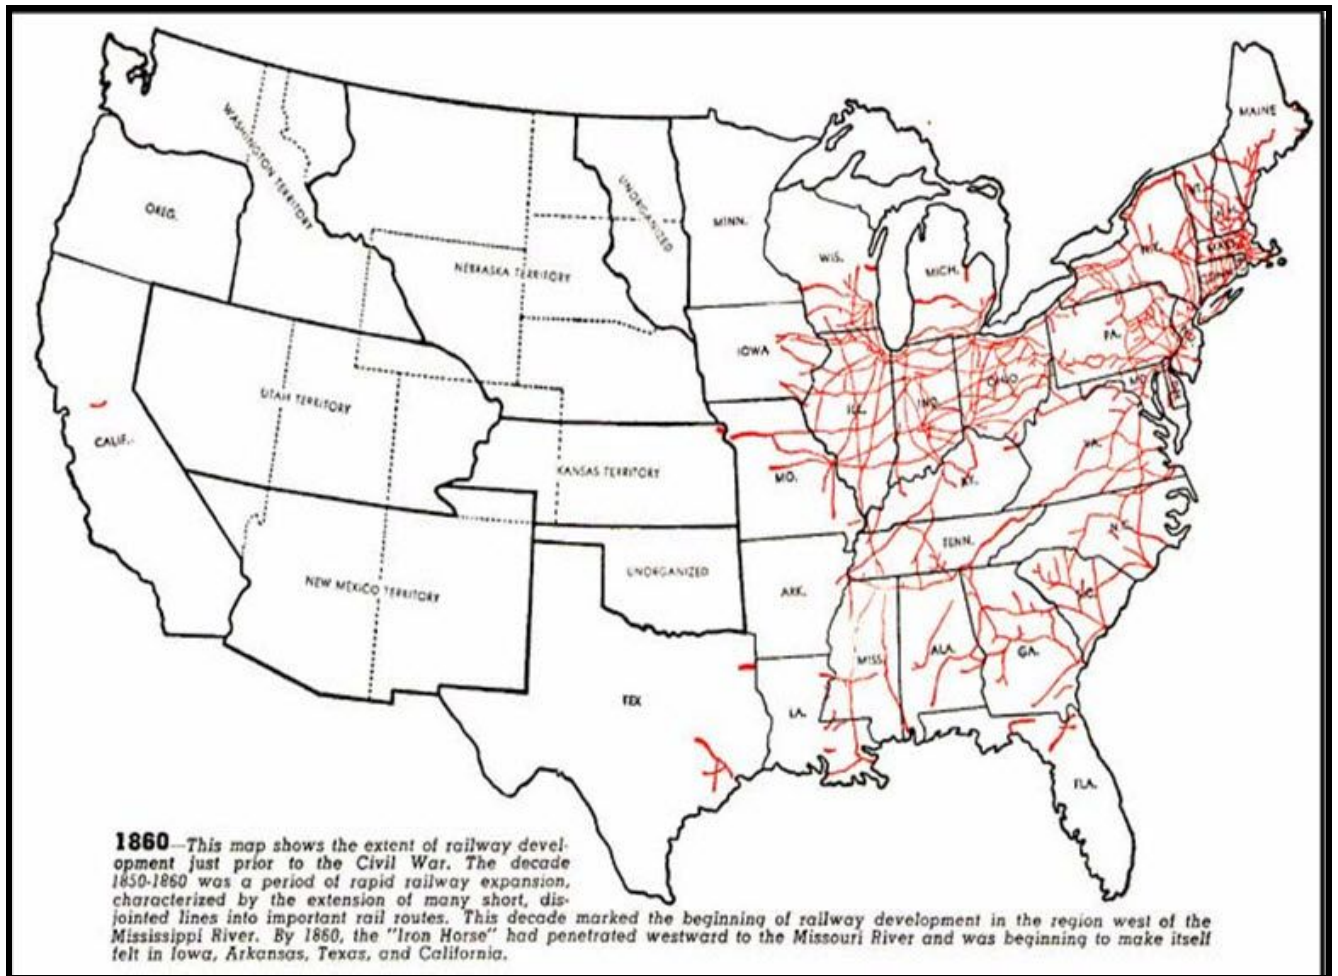 MAINE
WASHINGTON TERRITORY
OREG.
UNORGANIZED
MINN.
VT.
N.H.
N.Y.
MASS.
CONN.
WIS.
MICH.
NEBRASKA TERRITORY
IOWA
PA.
OHIO
MD.
UTAH TERRITORY
ILL.
IND.
CALIF.
VA.
KANSAS TERRITORY
MO.
KY.
N.C.
TENN.
UNORGANIZED
NEW MEXICO TERRITORY
ARK.
S.C.
MISS.
ALA.
GA.
TEX
LA.
FLA.
1860—This map shows the extent of railway devel-
opment just prior to the Civil War. The decade
1850-1860 was a period of rapid railway expansion,
characterized by the extension of many short, dis-
jointed lines into important rail routes. This decade marked the beginning of railway development in the region west of the
Mississippi River. By 1860, the "Iron Horse" had penetrated westward to the Missouri River and was beginning to make itself
felt in Iowa, Arkansas, Texas, and California.